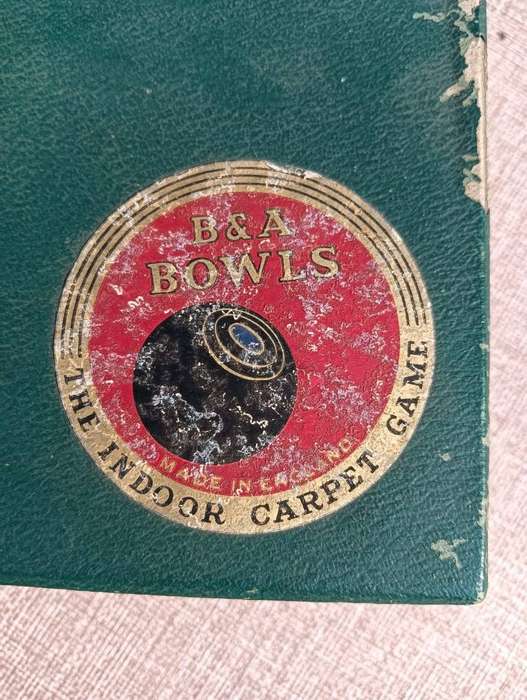 B & A
BOWLS
MADE IN ENGLAND
THE INDOOR CARPET GAME